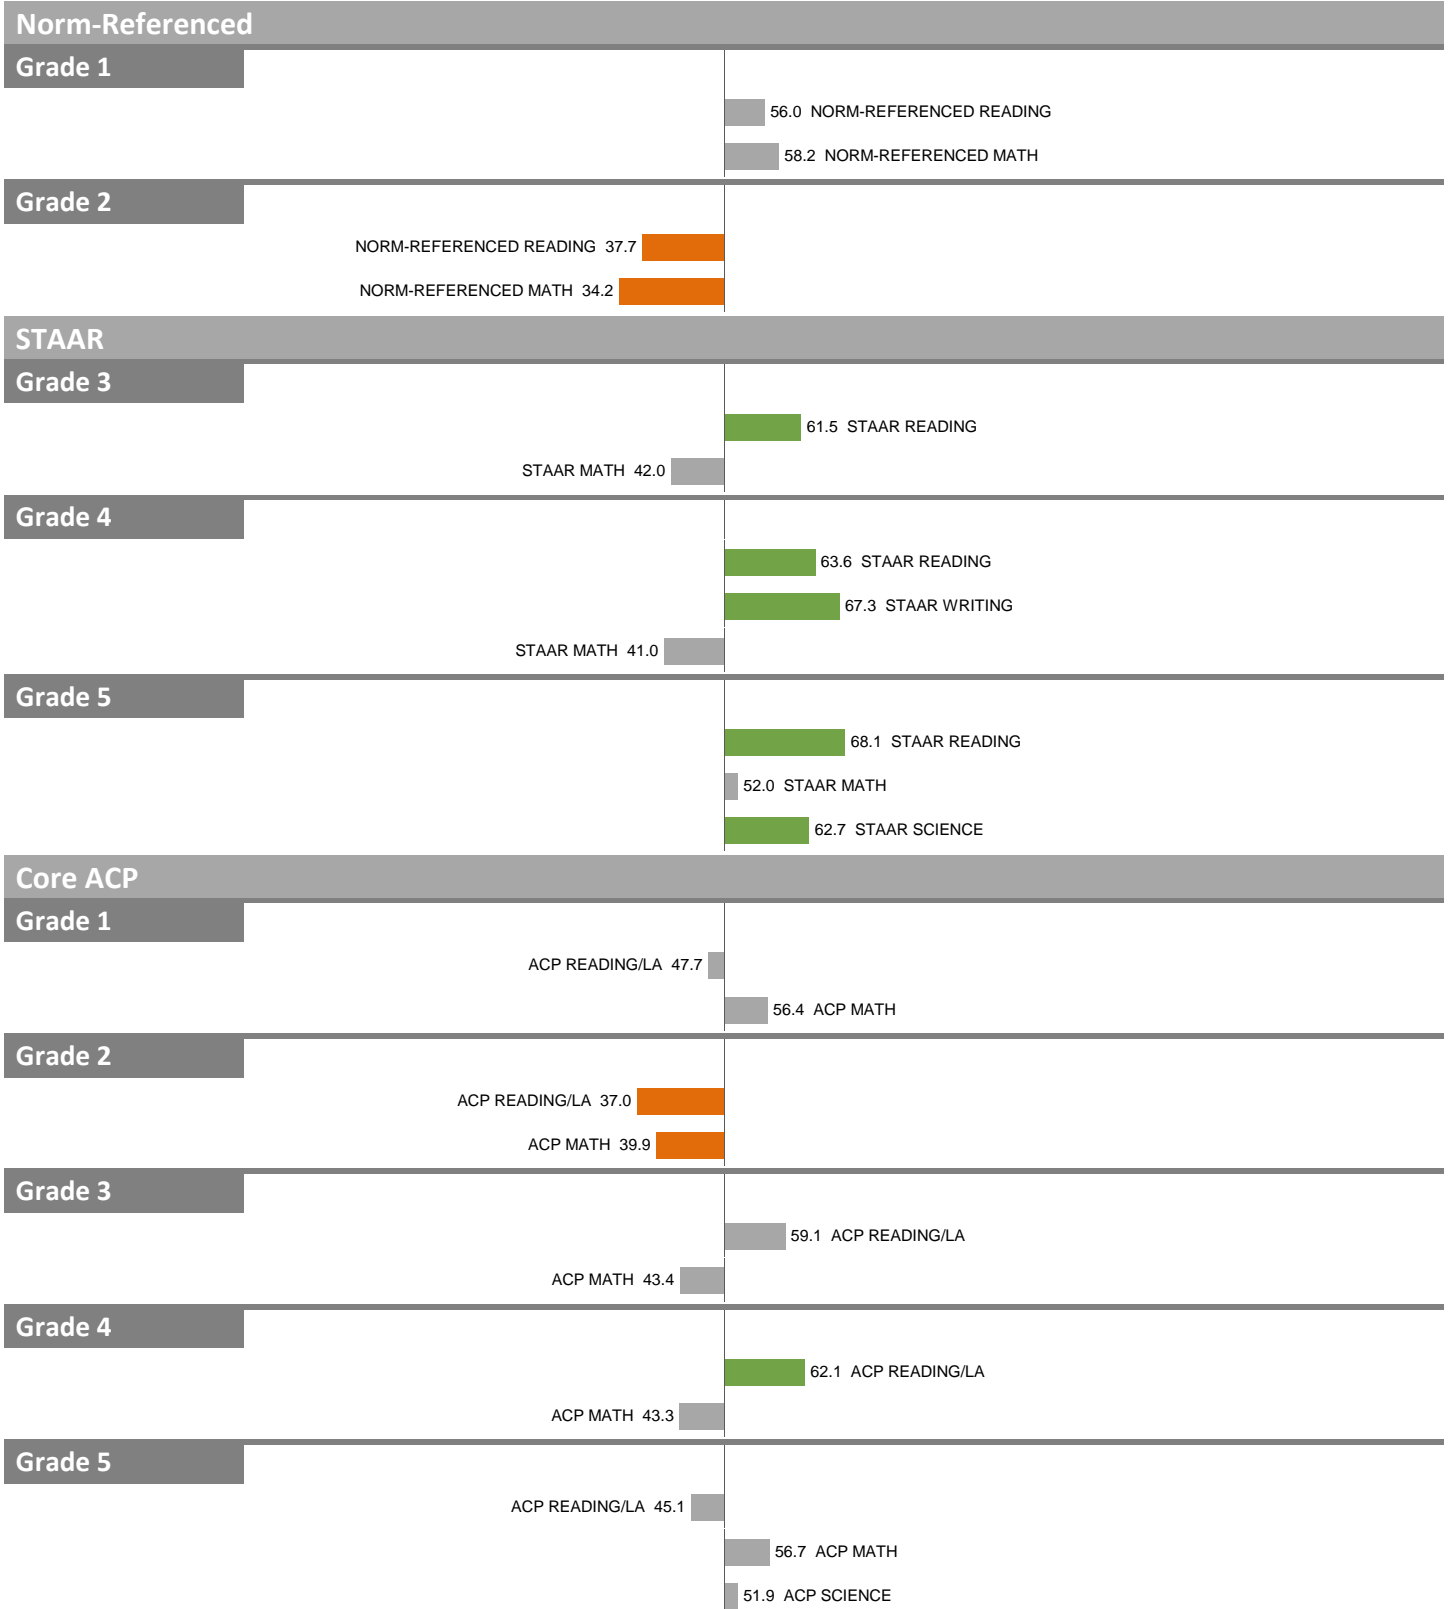 Norm-Referenced
Grade 1
56.0 NORM-REFERENCED READING
58.2 NORM-REFERENCED MATH
Grade 2
NORM-REFERENCED READING 37.7
NORM-REFERENCED MATH 34.2
STAAR
Grade 3
61.5 STAAR READING
STAAR MATH 42.0
Grade 4
63.6 STAAR READING
67.3 STAAR WRITING
STAAR MATH 41.0
Grade 5
68.1 STAAR READING
52.0 STAAR MATH
62.7 STAAR SCIENCE
Core ACP
Grade 1
ACP READING/LA 47.7
56.4 ACP MATH
Grade 2
ACP READING/LA 37.0
ACP MATH 39.9
Grade 3
59.1 ACP READING/LA
ACP MATH 43.4
Grade 4
62.1 ACP READING/LA
ACP MATH 43.3
Grade 5
ACP READING/LA 45.1
56.7 ACP MATH
51.9 ACP SCIENCE